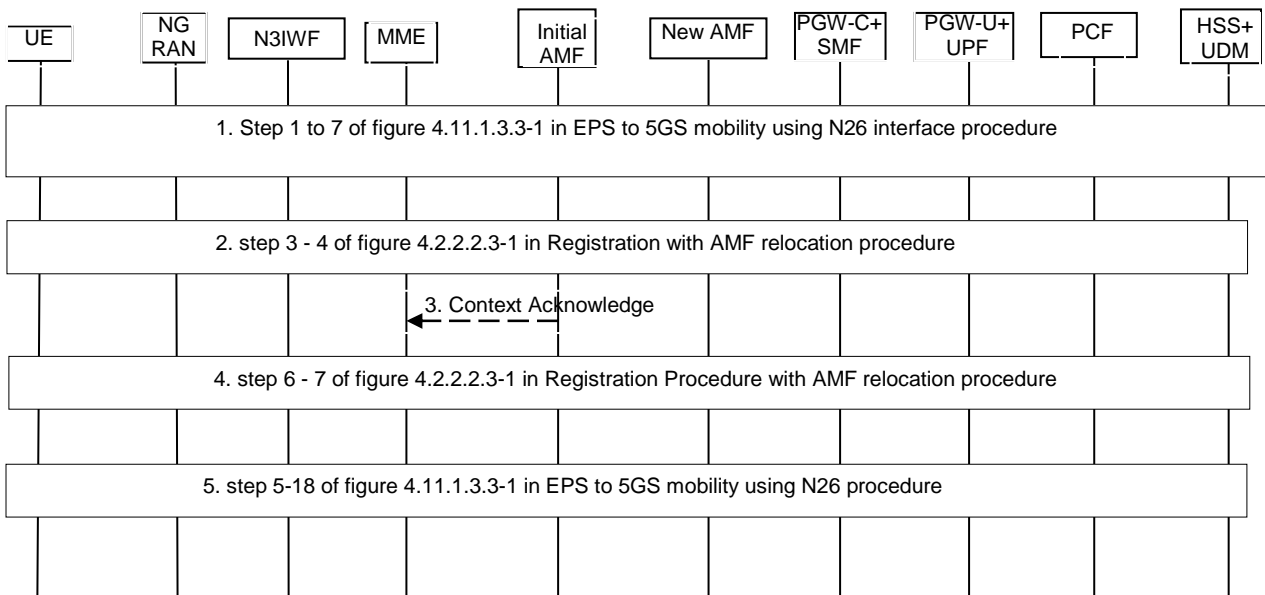 UE
NG
RAN
N3IWF
MME
Initial
AMF
New AMF
PGW-C+
SMF
PGW-U+
UPF
PCF
HSS+
UDM
1. Step 1 to 7 of figure 4.11.1.3.3-1 in EPS to 5GS mobility using N26 interface procedure
2. step 3 - 4 of figure 4.2.2.2.3-1 in Registration with AMF relocation procedure
3. Context Acknowledge
4. step 6 - 7 of figure 4.2.2.2.3-1 in Registration Procedure with AMF relocation procedure
5. step 5-18 of figure 4.11.1.3.3-1 in EPS to 5GS mobility using N26 procedure